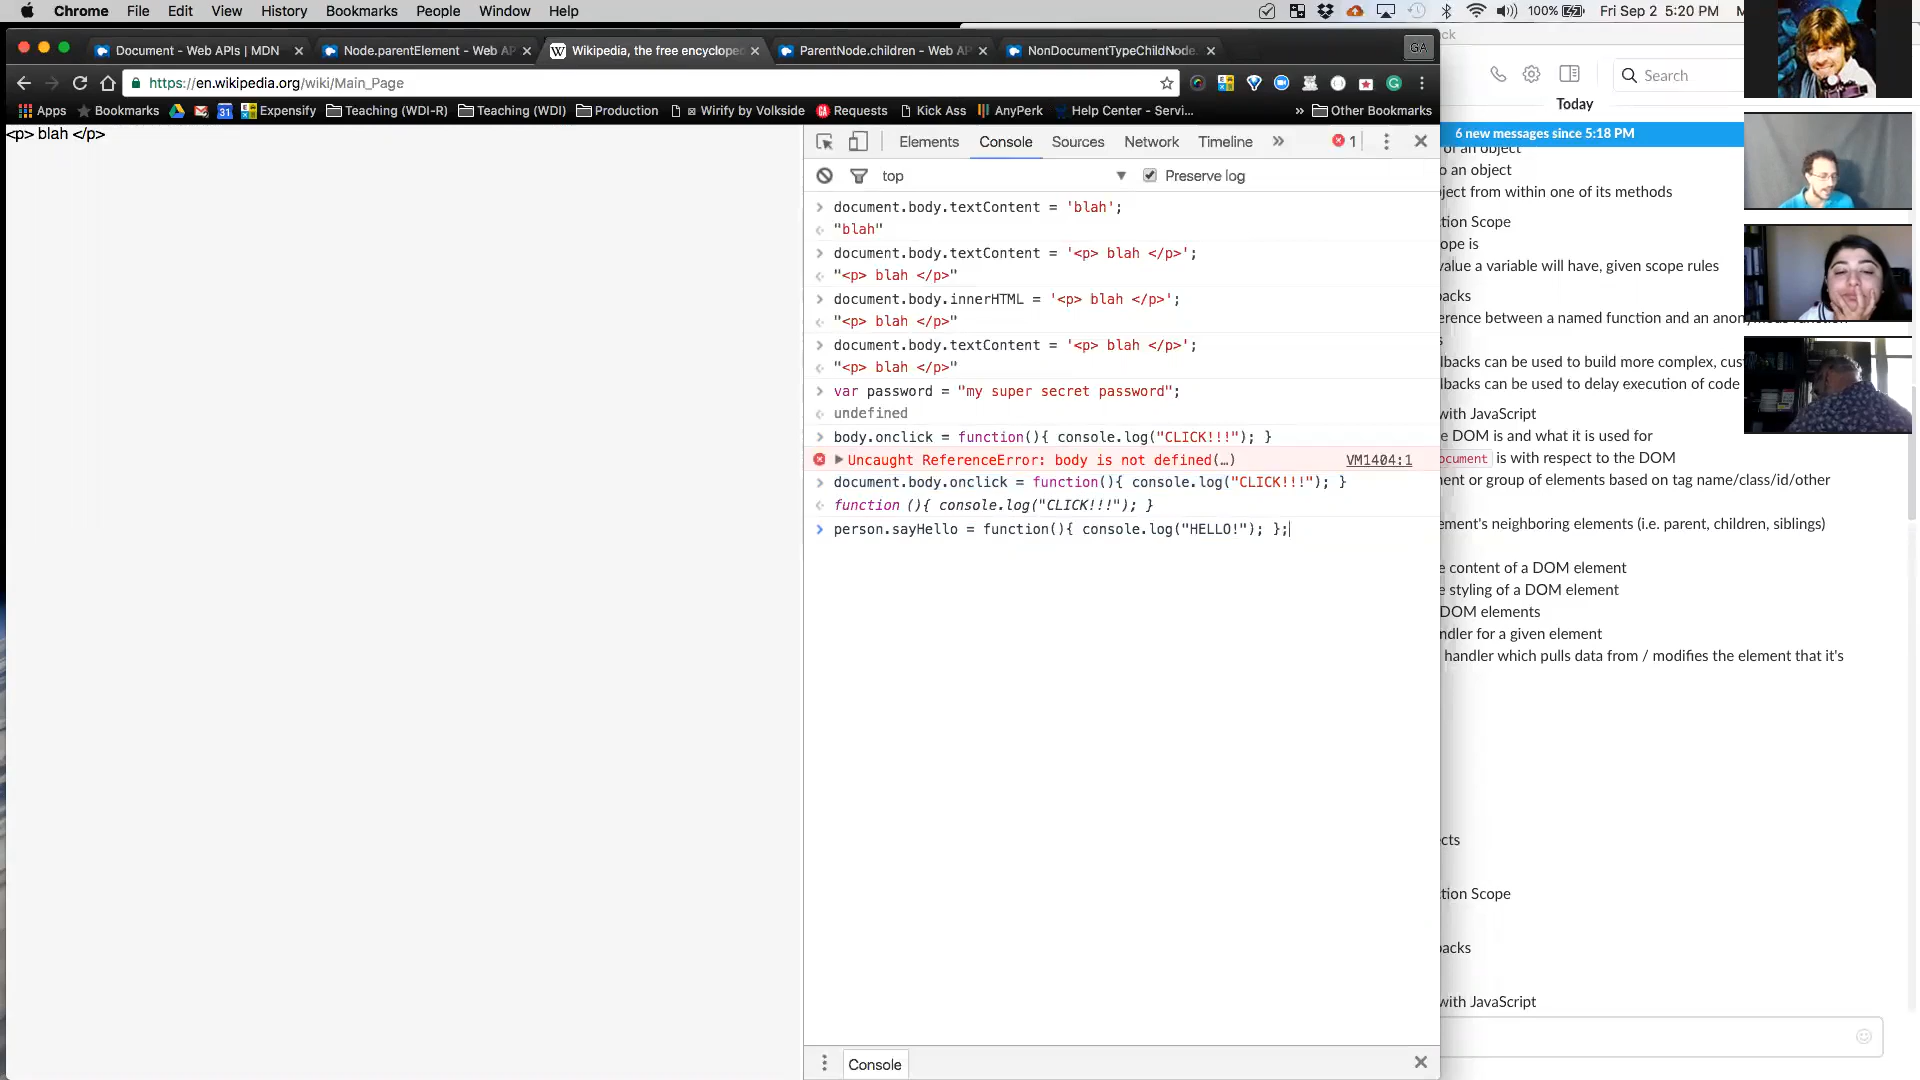 Chrome File Edit View History Bookmarks People Window Help 100% Fri Sep 2 5:20 PM
Document - Web APIs | MDN
Node.parentElement - Web AP
Wikipedia, the free encyclope
ParentNode.children - Web AP
NonDocumentTypeChildNode.
GA
https://en.wikipedia.org/wiki/Main_Page
Apps Bookmarks 31 Expensify Teaching (WDI-R) Teaching (WDI) Production Wirify by Volkside Requests Kick Ass AnyPerk Help Center - Servi... » Other Bookmarks
<p> blah </p>
Elements Console Sources Network Timeline » 1
top Preserve log
document.body.textContent = 'blah';
"blah"
document.body.textContent = '<p> blah </p>';
"<p> blah </p>"
document.body.innerHTML = '<p> blah </p>';
"<p> blah </p>"
document.body.textContent = '<p> blah </p>';
"<p> blah </p>"
var password = "my super secret password";
undefined
body.onclick = function(){ console.log("CLICK!!!"); }
Uncaught ReferenceError: body is not defined(…) VM1404:1
document.body.onclick = function(){ console.log("CLICK!!!"); }
function (){ console.log("CLICK!!!"); }
person.sayHello = function(){ console.log("HELLO!"); };
Console
ck
Search
Today
6 new messages since 5:18 PM
of an object
o an object
ject from within one of its methods
tion Scope
ope is
value a variable will have, given scope rules
backs
erence between a named function and an
s
lbacks can be used to build more complex, cus
lbacks can be used to delay execution of code
with JavaScript
e DOM is and what it is used for
ocument is with respect to the DOM
ment or group of elements based on tag name/class/id/other
ement's neighboring elements (i.e. parent, children, siblings)
e content of a DOM element
e styling of a DOM element
DOM elements
ndler for a given element
handler which pulls data from / modifies the element that it's
cts
tion Scope
backs
with JavaScript